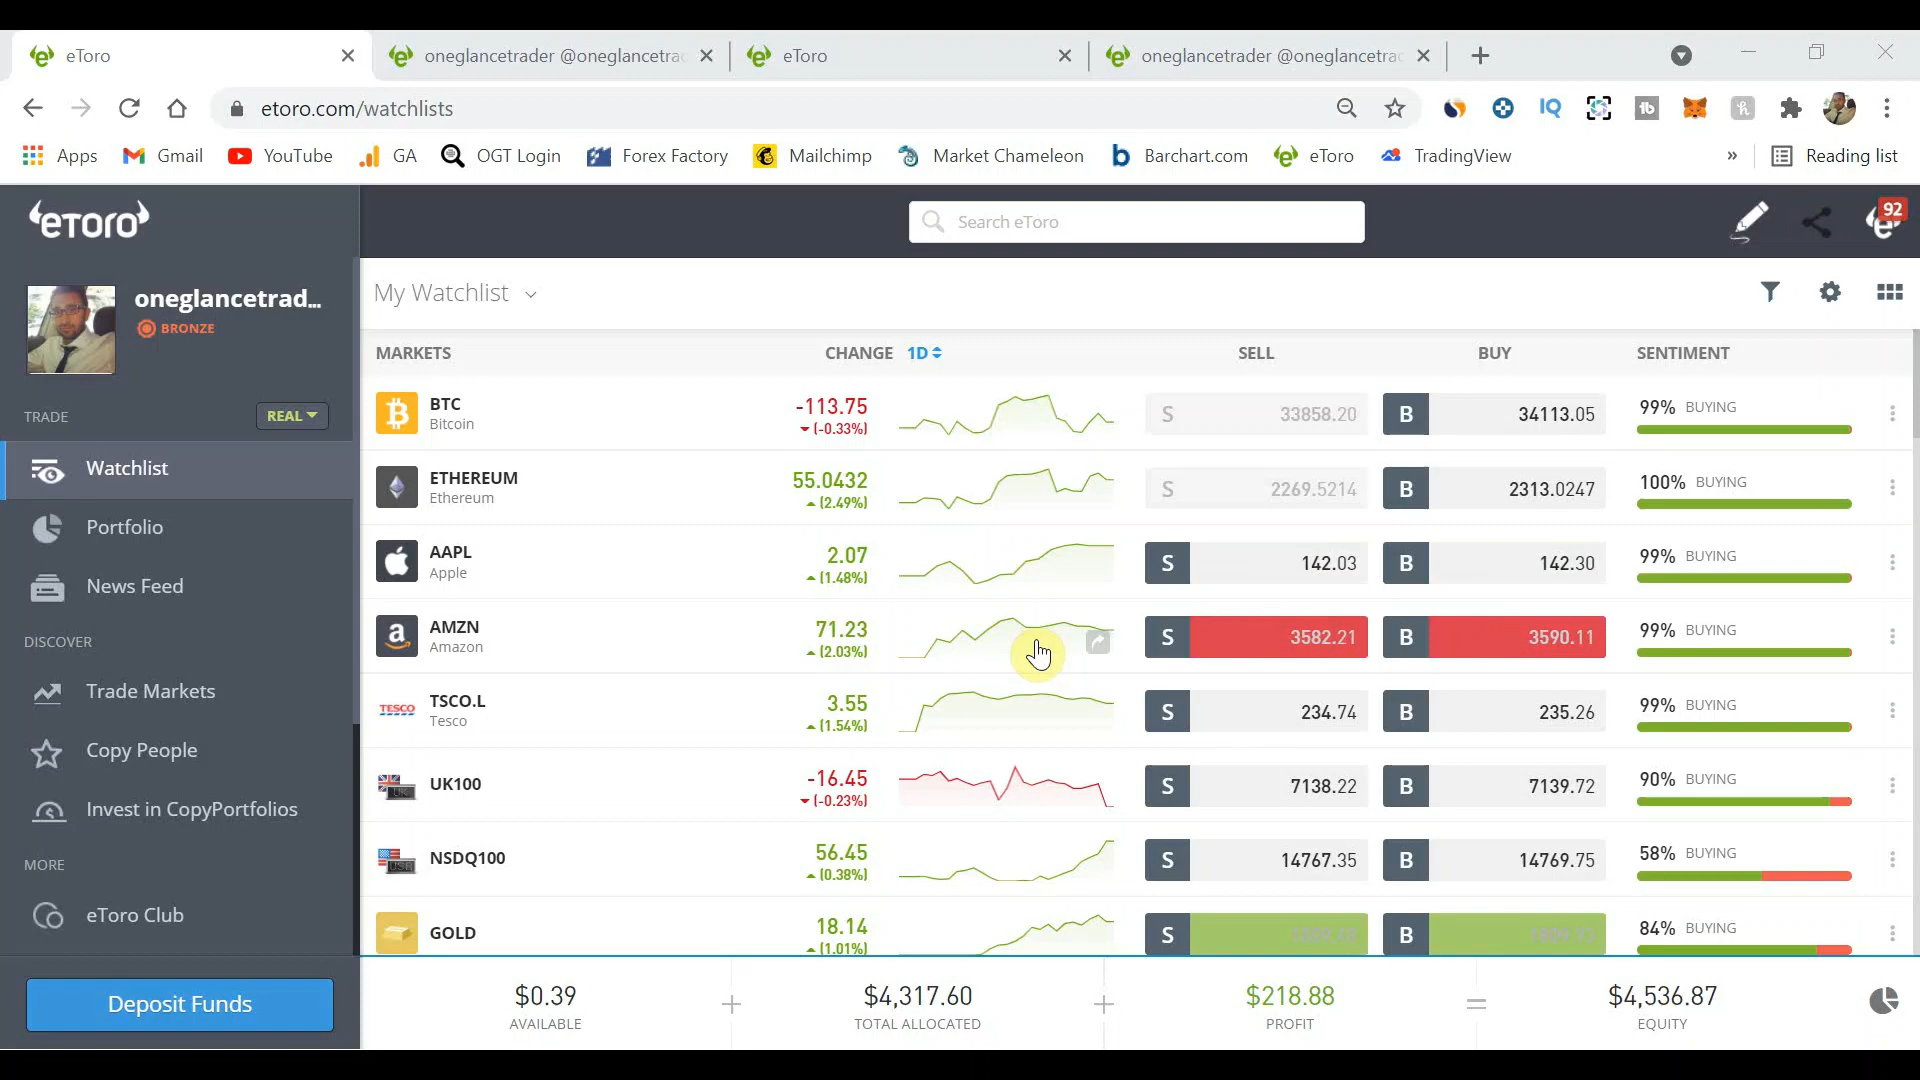 eToro
oneglancetrader @oneglancetra
eToro
oneglancetrader @oneglancetrac
etoro.com/watchlists
IQ
tb
h
Apps
Gmail
YouTube
GA
OGT Login
Forex Factory
Mailchimp
Market Chameleon
Barchart.com
eToro
TradingView
»
Reading list
eTORO
Search eToro
92
oneglancetrad...
BRONZE
TRADE
REAL
Watchlist
Portfolio
News Feed
DISCOVER
Trade Markets
Copy People
Invest in CopyPortfolios
MORE
eToro Club
Deposit Funds
My Watchlist
MARKETS CHANGE 1D SELL BUY SENTIMENT
BTC
Bitcoin
-113.75
(-0.33%)
S 33858.20
B 34113.05
99% BUYING
ETHEREUM
Ethereum
55.0432
(2.49%)
S 2269.5214
B 2313.0247
100% BUYING
AAPL
Apple
2.07
(1.48%)
S 142.03
B 142.30
99% BUYING
AMZN
Amazon
71.23
(2.03%)
S 3582.21
B 3590.11
99% BUYING
TESCO
TSCO.L
Tesco
3.55
(1.54%)
S 234.74
B 235.26
99% BUYING
UK100
-16.45
(-0.23%)
S 7138.22
B 7139.72
90% BUYING
NSDQ100
56.45
(0.38%)
S 14767.35
B 14769.75
58% BUYING
GOLD
18.14
(1.01%)
S
B
84% BUYING
$0.39
AVAILABLE
+
$4,317.60
TOTAL ALLOCATED
+
$218.88
PROFIT
=
$4,536.87
EQUITY